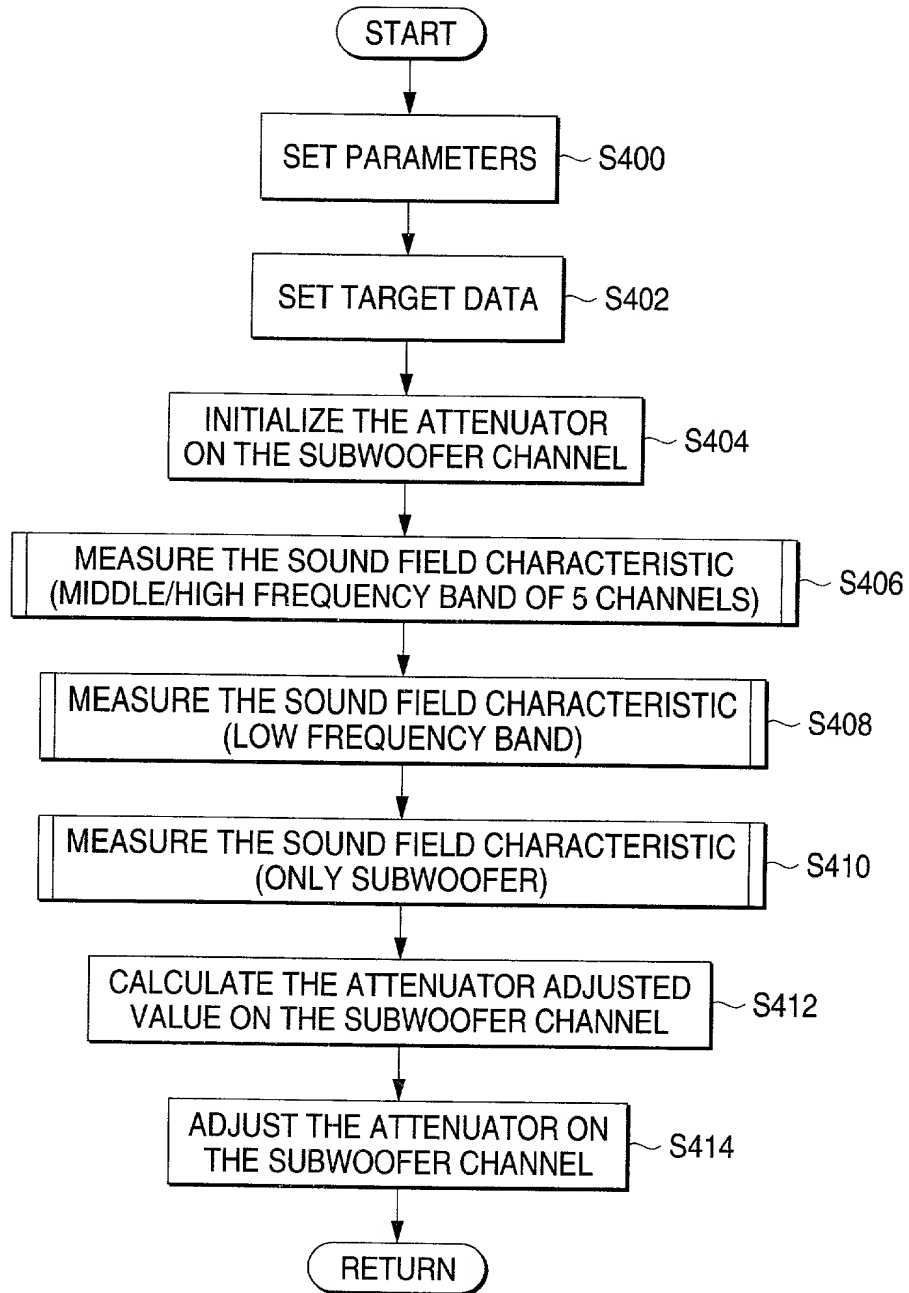 START
SET PARAMETERS
S400
SET TARGET DATA
S402
INITIALIZE THE ATTENUATOR
ON THE SUBWOOFER CHANNEL
S404
MEASURE THE SOUND FIELD CHARACTERISTIC
(MIDDLE/HIGH FREQUENCY BAND OF 5 CHANNELS)
S406
MEASURE THE SOUND FIELD CHARACTERISTIC
(LOW FREQUENCY BAND)
S408
MEASURE THE SOUND FIELD CHARACTERISTIC
(ONLY SUBWOOFER)
S410
CALCULATE THE ATTENUATOR ADJUSTED
VALUE ON THE SUBWOOFER CHANNEL
S412
ADJUST THE ATTENUATOR ON
THE SUBWOOFER CHANNEL
S414
RETURN